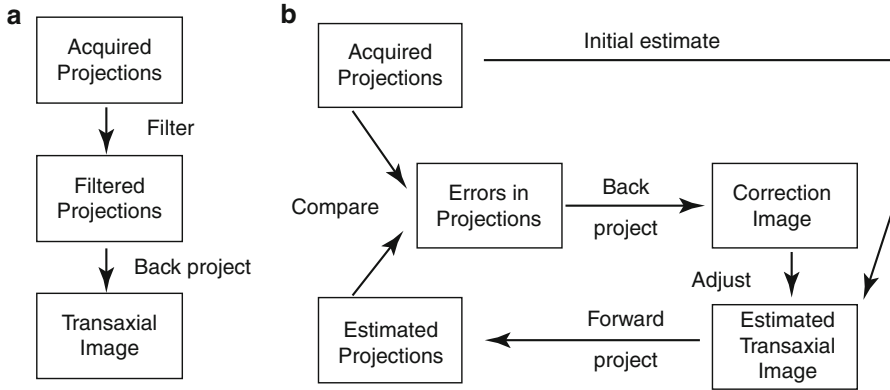 a
Acquired
Projections
Filter
Filtered
Projections
Back project
Transaxial
Image
b
Acquired
Projections
Initial estimate
Compare
Errors in
Projections
Back
project
Correction
Image
Adjust
Estimated
Transaxial
Image
Forward
project
Estimated
Projections